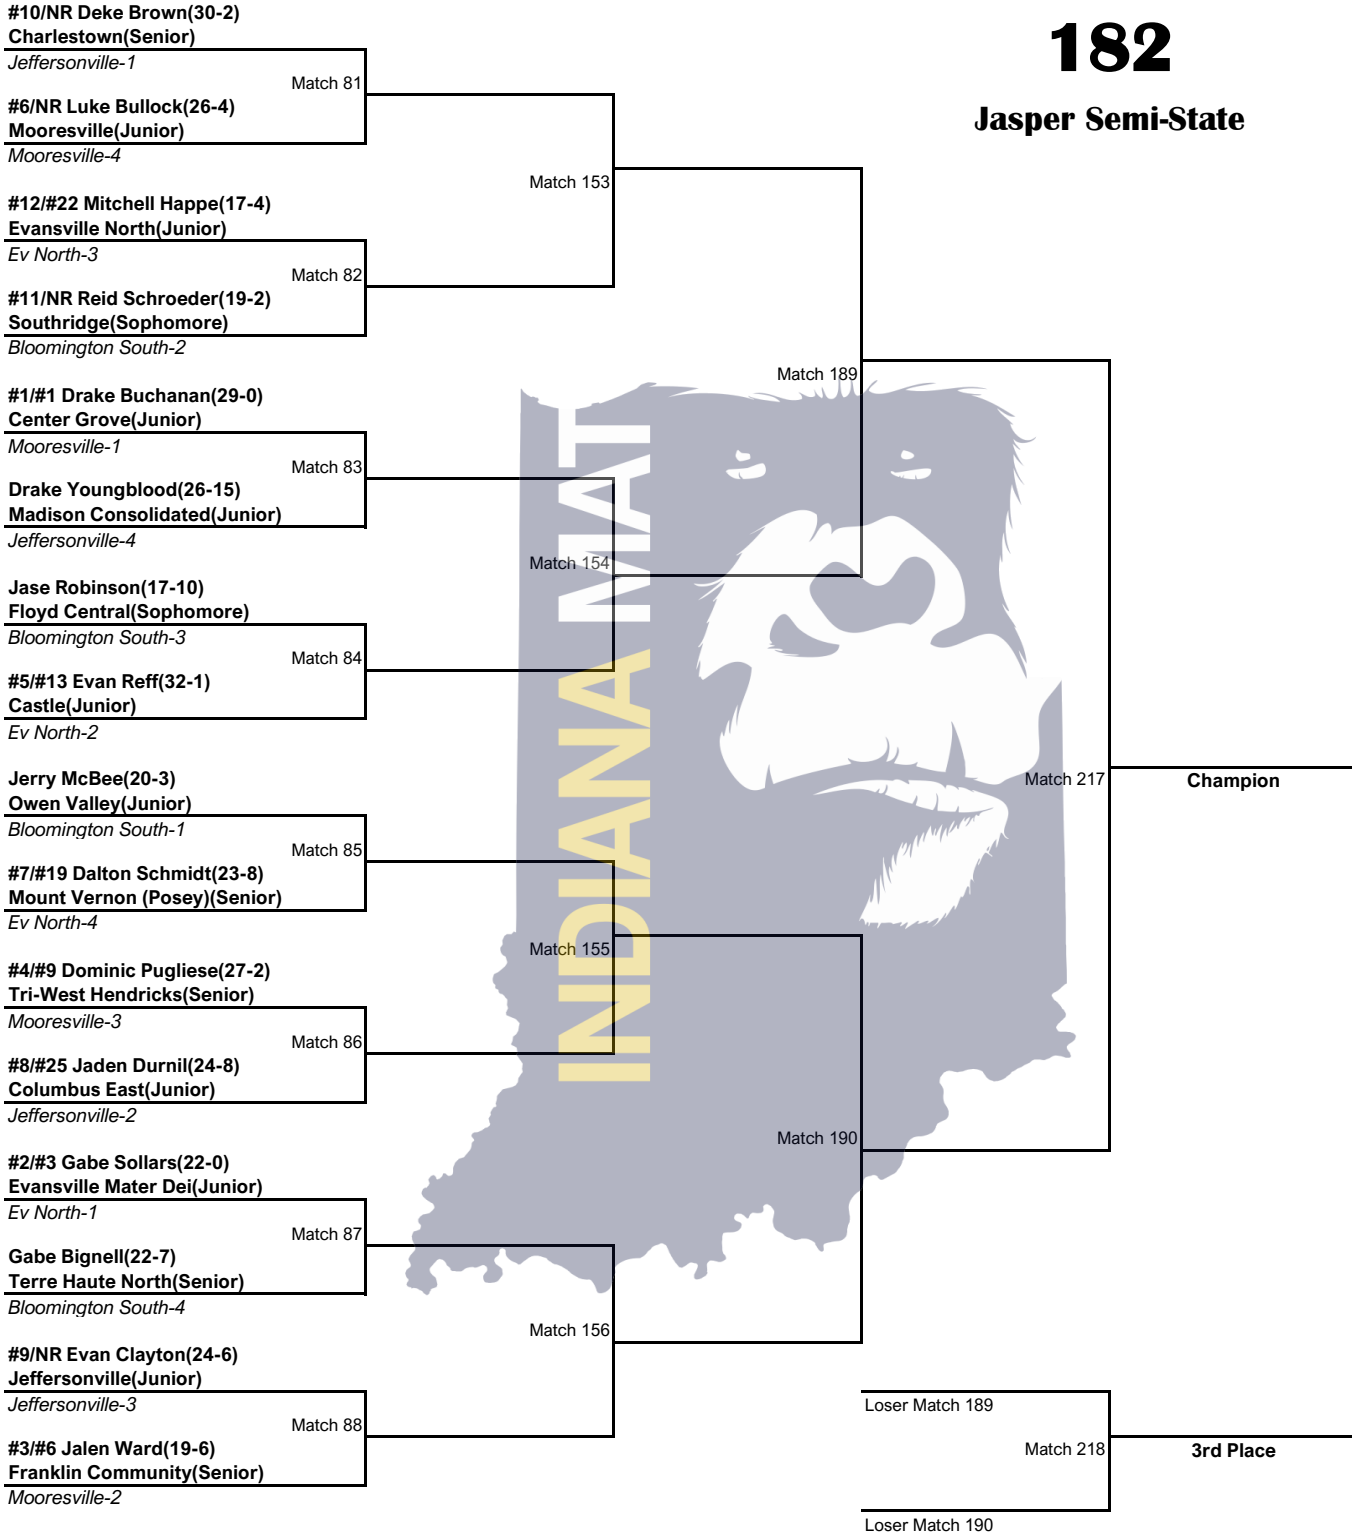 182
Jasper Semi-State
#10/NR Deke Brown(30-2)
Charlestown(Senior)
Jeffersonville-1
Match 81
#6/NR Luke Bullock(26-4)
Mooresville(Junior)
Mooresville-4
Match 153
#12/#22 Mitchell Happe(17-4)
Evansville North(Junior)
Ev North-3
Match 82
#11/NR Reid Schroeder(19-2)
Southridge(Sophomore)
Bloomington South-2
Match 189
#1/#1 Drake Buchanan(29-0)
Center Grove(Junior)
Mooresville-1
Match 83
Drake Youngblood(26-15)
Madison Consolidated(Junior)
Jeffersonville-4
Match 154
Jase Robinson(17-10)
Floyd Central(Sophomore)
Bloomington South-3
Match 84
#5/#13 Evan Reff(32-1)
Castle(Junior)
Ev North-2
Match 217
Champion
Jerry McBee(20-3)
Owen Valley(Junior)
Bloomington South-1
Match 85
#7/#19 Dalton Schmidt(23-8)
Mount Vernon (Posey)(Senior)
Ev North-4
Match 155
#4/#9 Dominic Pugliese(27-2)
Tri-West Hendricks(Senior)
Mooresville-3
Match 86
#8/#25 Jaden Durnil(24-8)
Columbus East(Junior)
Jeffersonville-2
Match 190
#2/#3 Gabe Sollars(22-0)
Evansville Mater Dei(Junior)
Ev North-1
Match 87
Gabe Bignell(22-7)
Terre Haute North(Senior)
Bloomington South-4
Match 156
#9/NR Evan Clayton(24-6)
Jeffersonville(Junior)
Jeffersonville-3
Match 88
#3/#6 Jalen Ward(19-6)
Franklin Community(Senior)
Mooresville-2
Loser Match 189
Match 218
3rd Place
Loser Match 190
INDIANA MAT